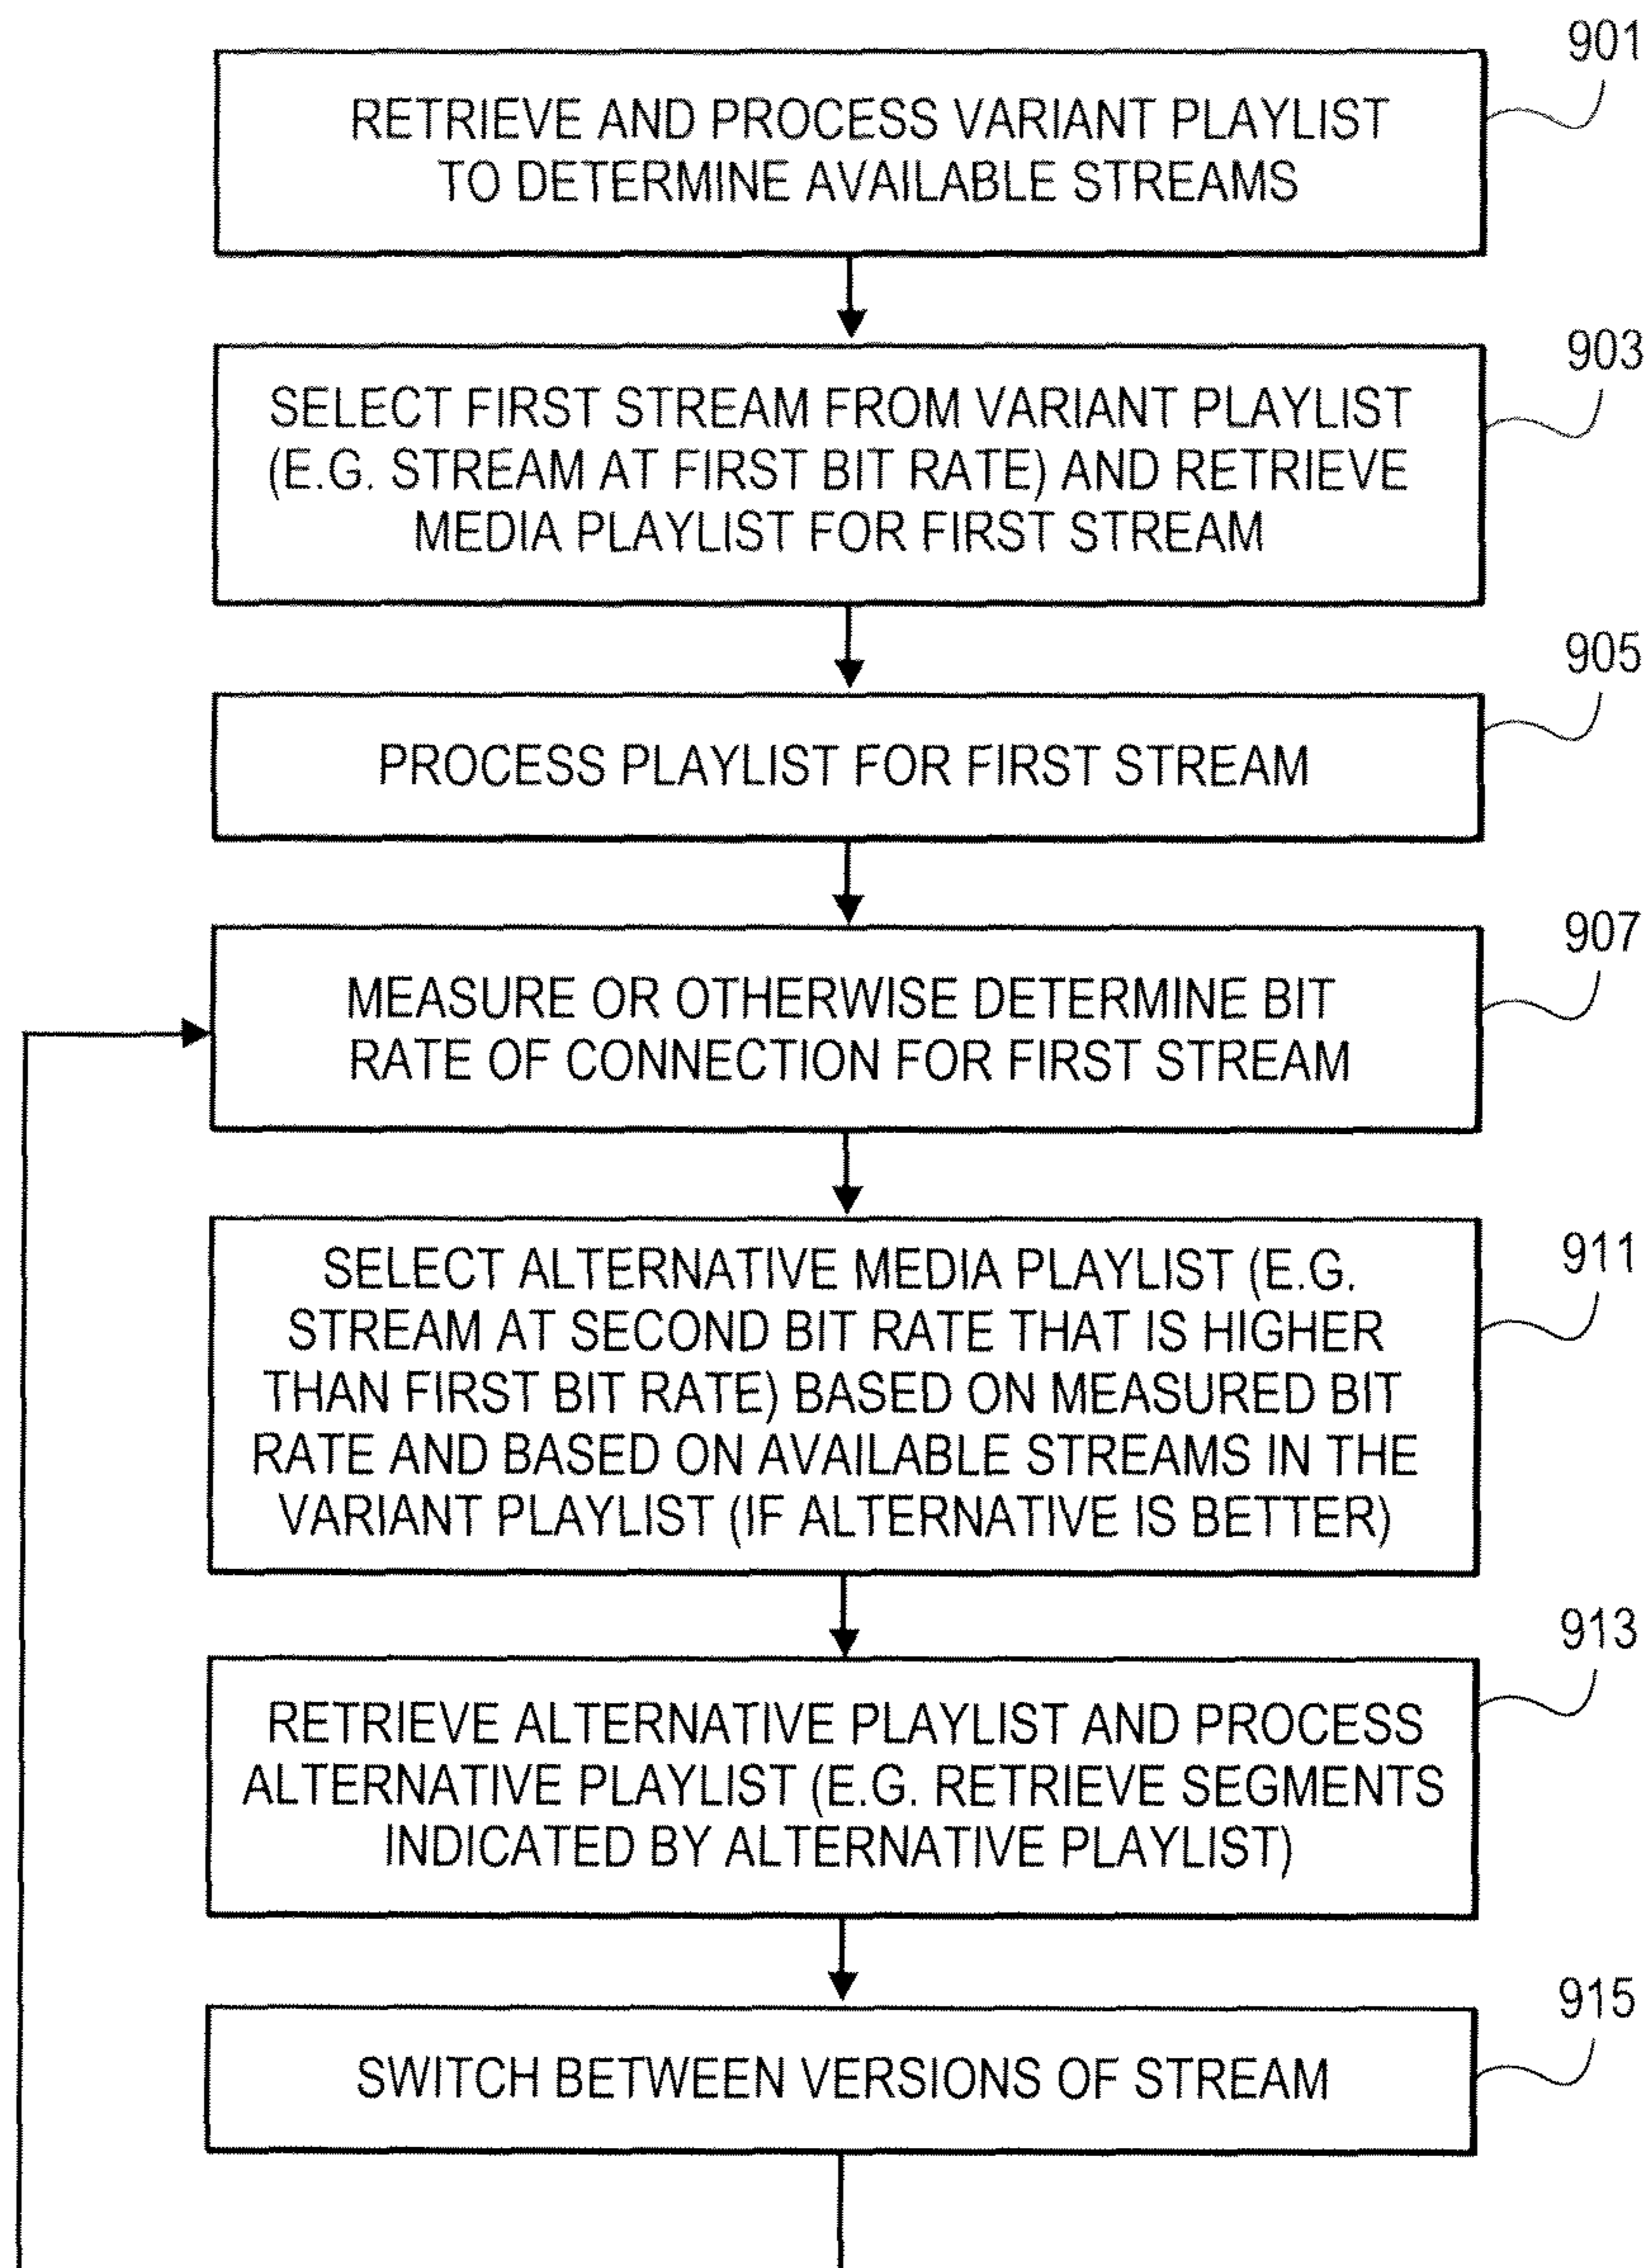 901
RETRIEVE AND PROCESS VARIANT PLAYLIST
TO DETERMINE AVAILABLE STREAMS
903
SELECT FIRST STREAM FROM VARIANT PLAYLIST
(E.G. STREAM AT FIRST BIT RATE) AND RETRIEVE
MEDIA PLAYLIST FOR FIRST STREAM
905
PROCESS PLAYLIST FOR FIRST STREAM
907
MEASURE OR OTHERWISE DETERMINE BIT
RATE OF CONNECTION FOR FIRST STREAM
911
SELECT ALTERNATIVE MEDIA PLAYLIST (E.G.
STREAM AT SECOND BIT RATE THAT IS HIGHER
THAN FIRST BIT RATE) BASED ON MEASURED BIT
RATE AND BASED ON AVAILABLE STREAMS IN THE
VARIANT PLAYLIST (IF ALTERNATIVE IS BETTER)
913
RETRIEVE ALTERNATIVE PLAYLIST AND PROCESS
ALTERNATIVE PLAYLIST (E.G. RETRIEVE SEGMENTS
INDICATED BY ALTERNATIVE PLAYLIST)
915
SWITCH BETWEEN VERSIONS OF STREAM